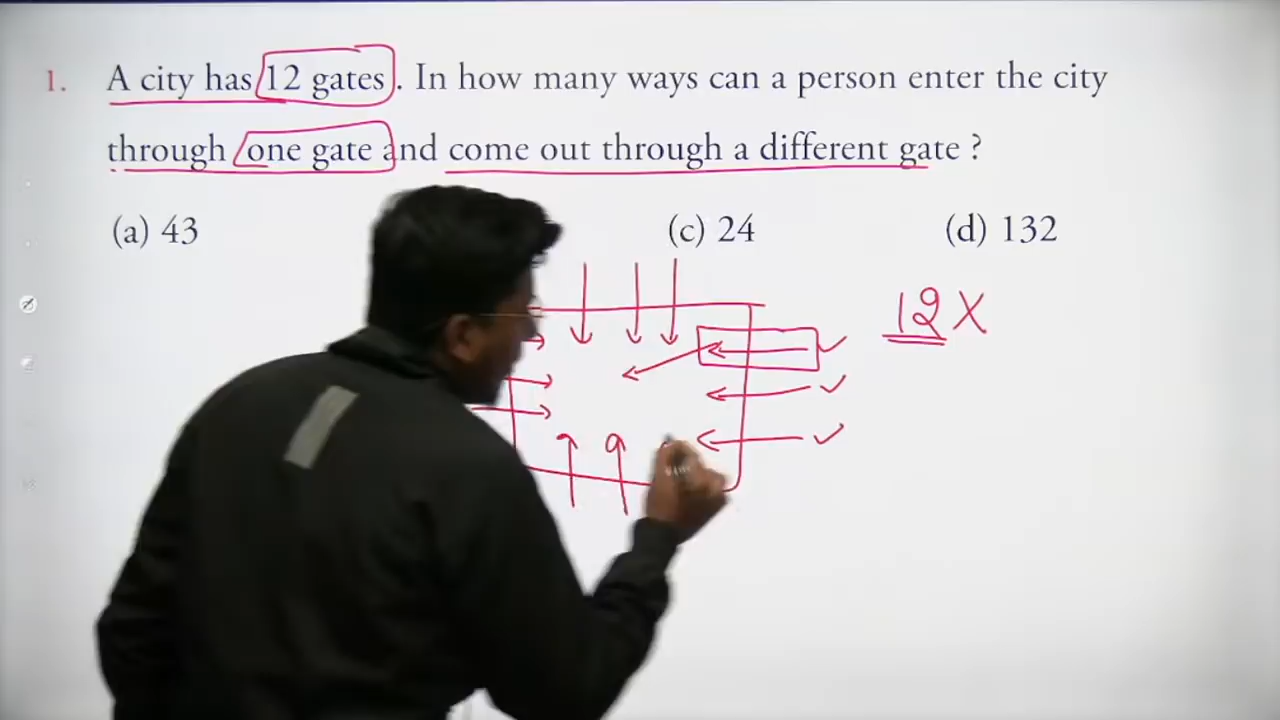 1. A city has 12 gates. In how many ways can a person enter the city
through one gate and come out through a different gate ?
(a) 43 (c) 24 (d) 132
12 X